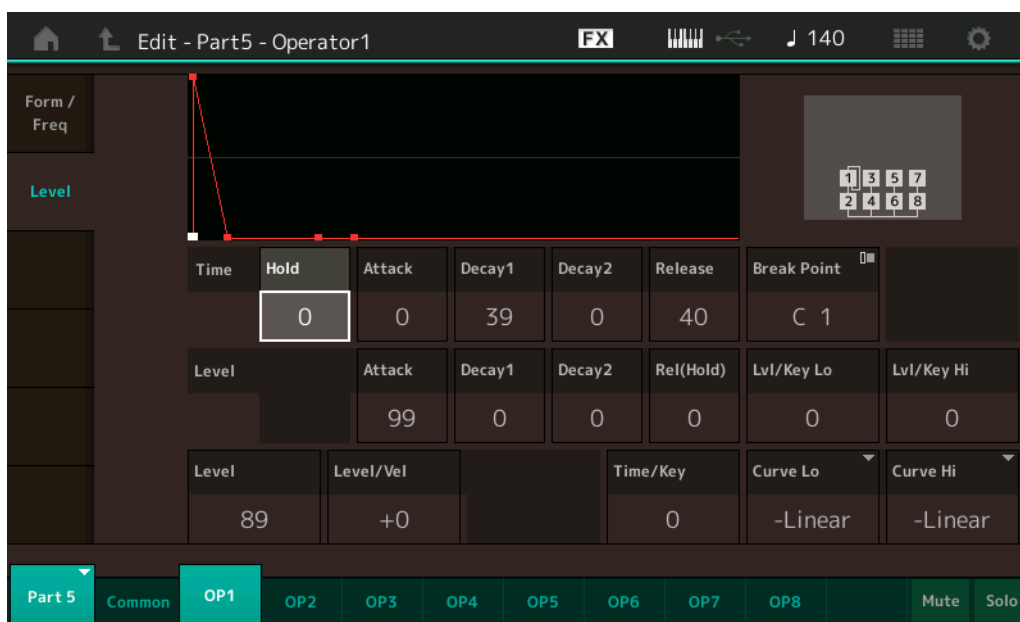 Edit - Part5 - Operator1 FX 140
Form /
Freq
Level
1 3 5 7
2 4 6 8
Time Hold Attack Decay1 Decay2 Release Break Point
0 0 39 0 40 C 1
Level Attack Decay1 Decay2 Rel(Hold) Lvl/Key Lo Lvl/Key Hi
99 0 0 0 0 0
Level Level/Vel Time/Key Curve Lo Curve Hi
89 +0 0 -Linear -Linear
Part 5 Common OP1 OP2 OP3 OP4 OP5 OP6 OP7 OP8 Mute Solo